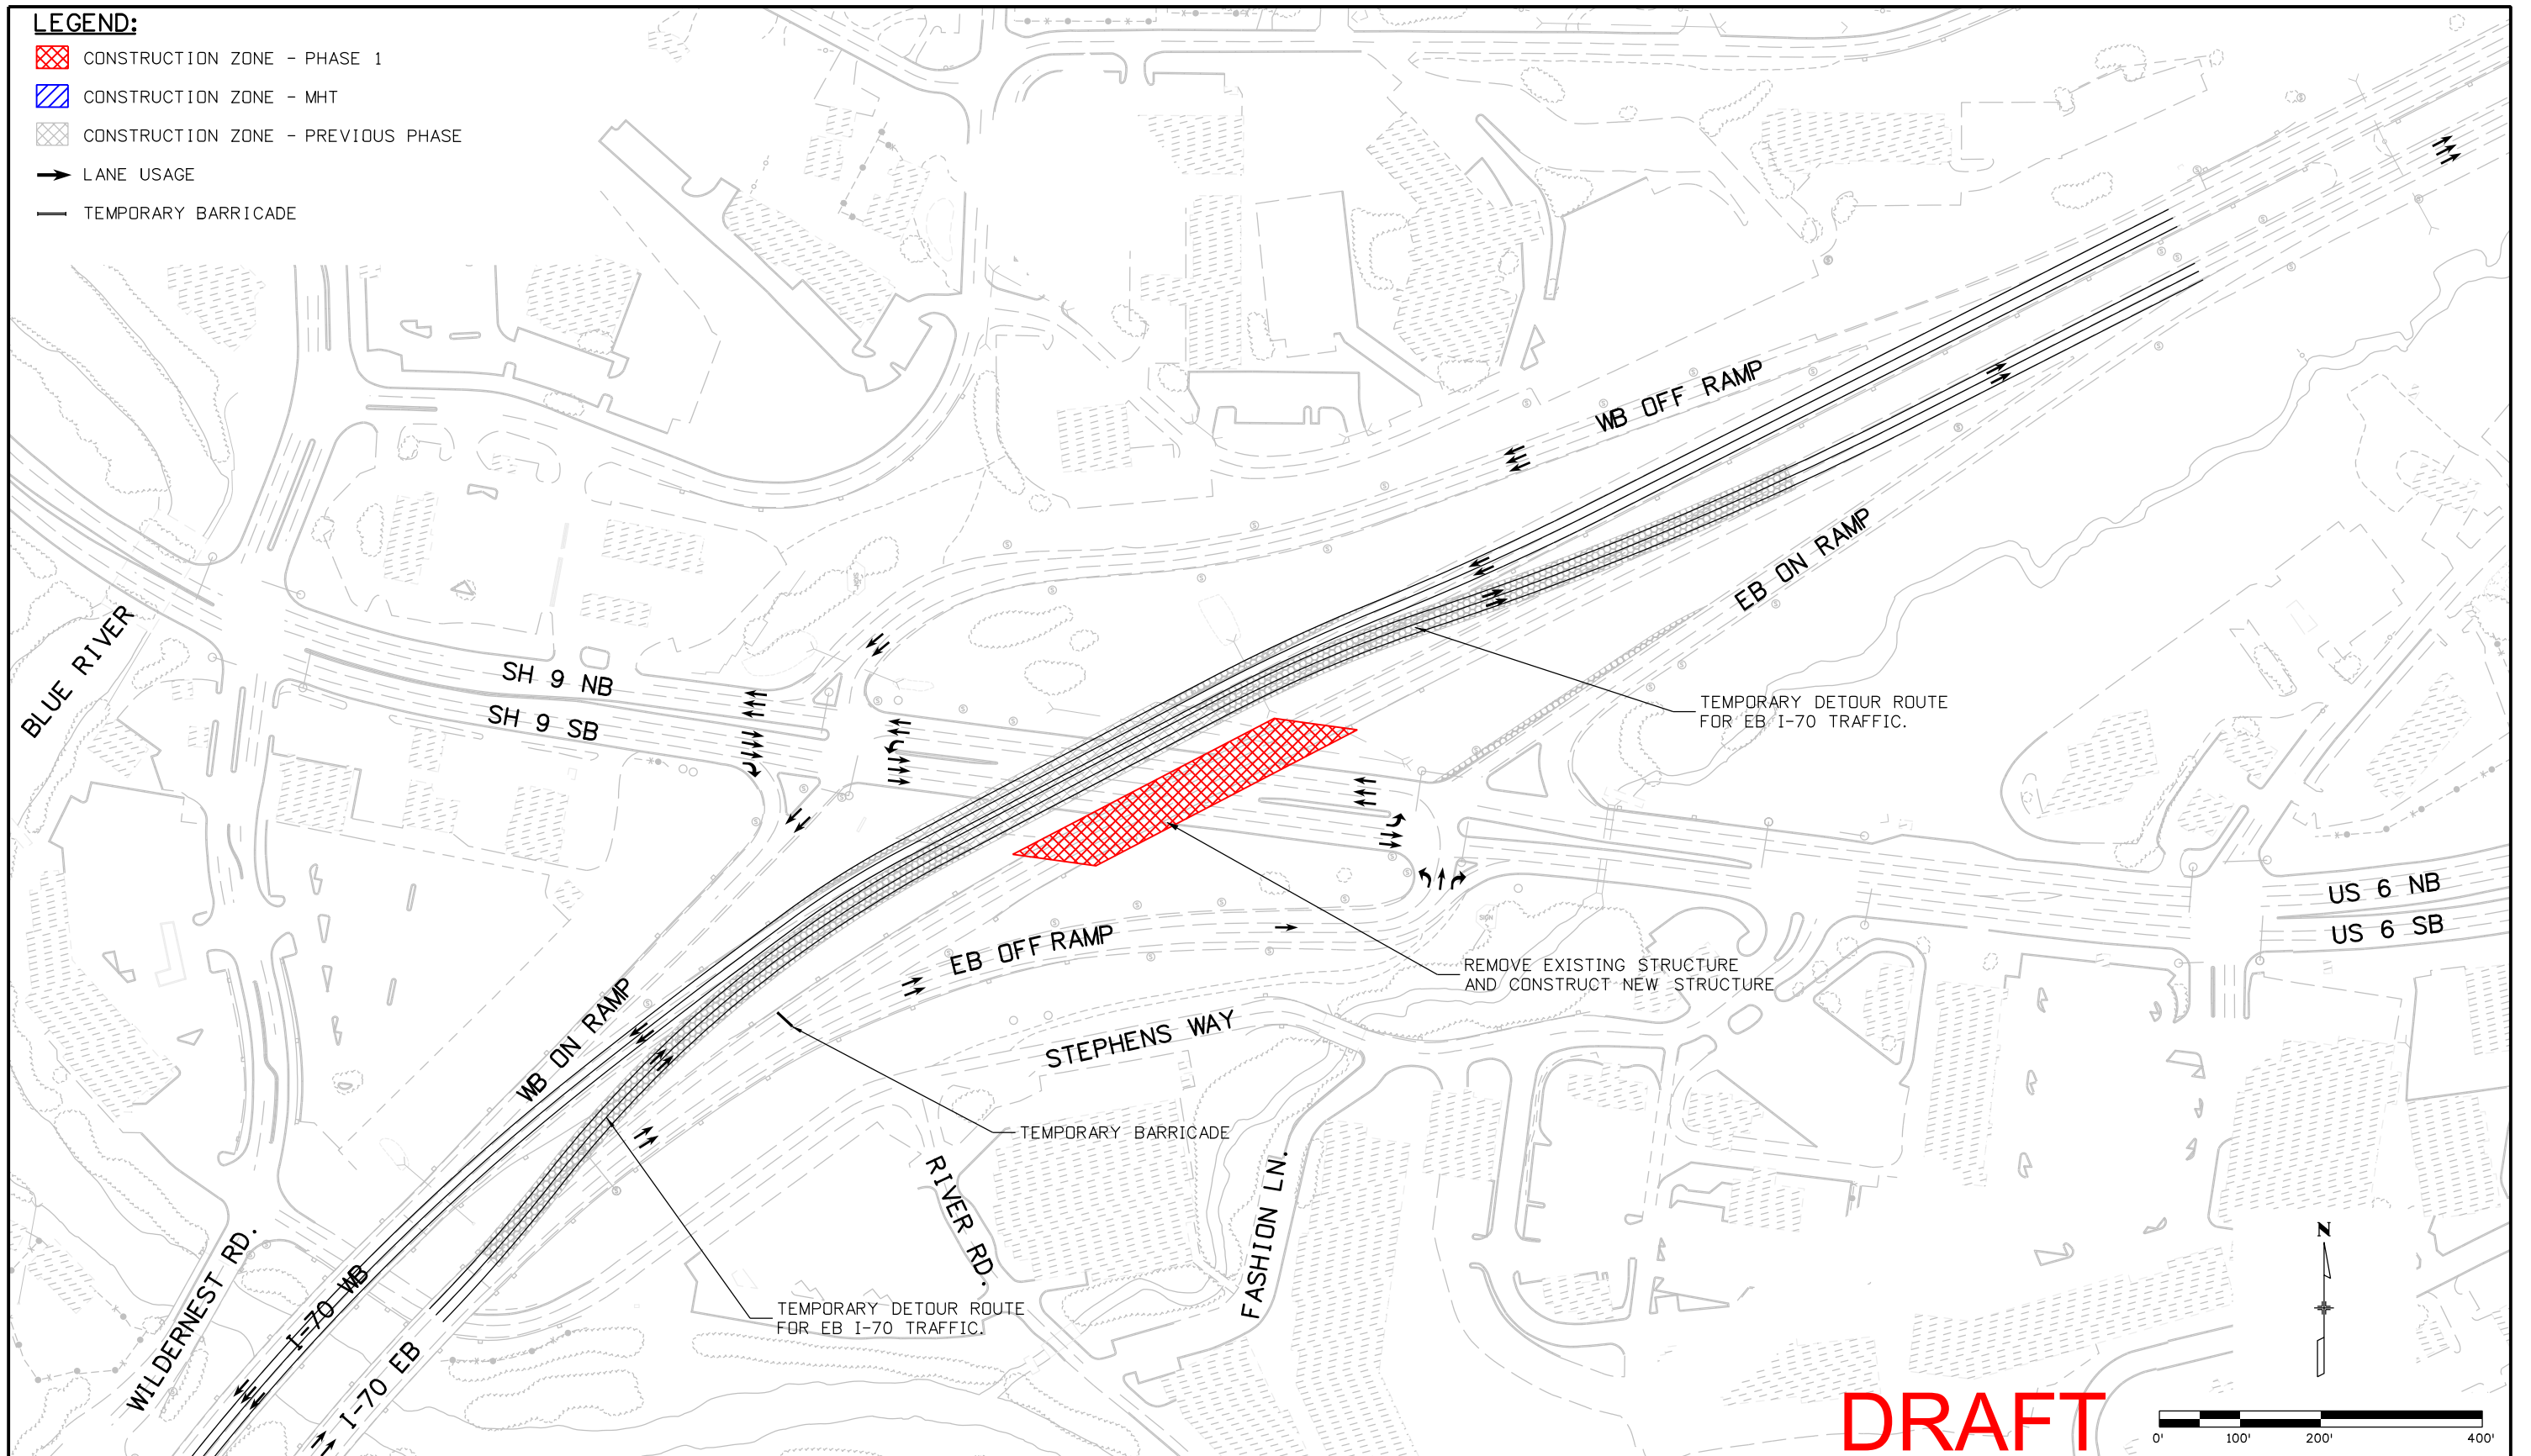 LEGEND:
CONSTRUCTION ZONE - PHASE 1
CONSTRUCTION ZONE - MHT
CONSTRUCTION ZONE - PREVIOUS PHASE
LANE USAGE
TEMPORARY BARRICADE
WB OFF RAMP
EB ON RAMP
BLUE RIVER
SH 9 NB
SH 9 SB
TEMPORARY DETOUR ROUTE
FOR EB I-70 TRAFFIC.
US 6 NB
US 6 SB
EB OFF RAMP
REMOVE EXISTING STRUCTURE
AND CONSTRUCT NEW STRUCTURE
WB ON RAMP
STEPHENS WAY
TEMPORARY BARRICADE
RIVER RD.
FASHION LN.
WILDERNEST RD.
I-70 WB
I-70 EB
TEMPORARY DETOUR ROUTE
FOR EB I-70 TRAFFIC.
N
DRAFT
0' 100' 200' 400'